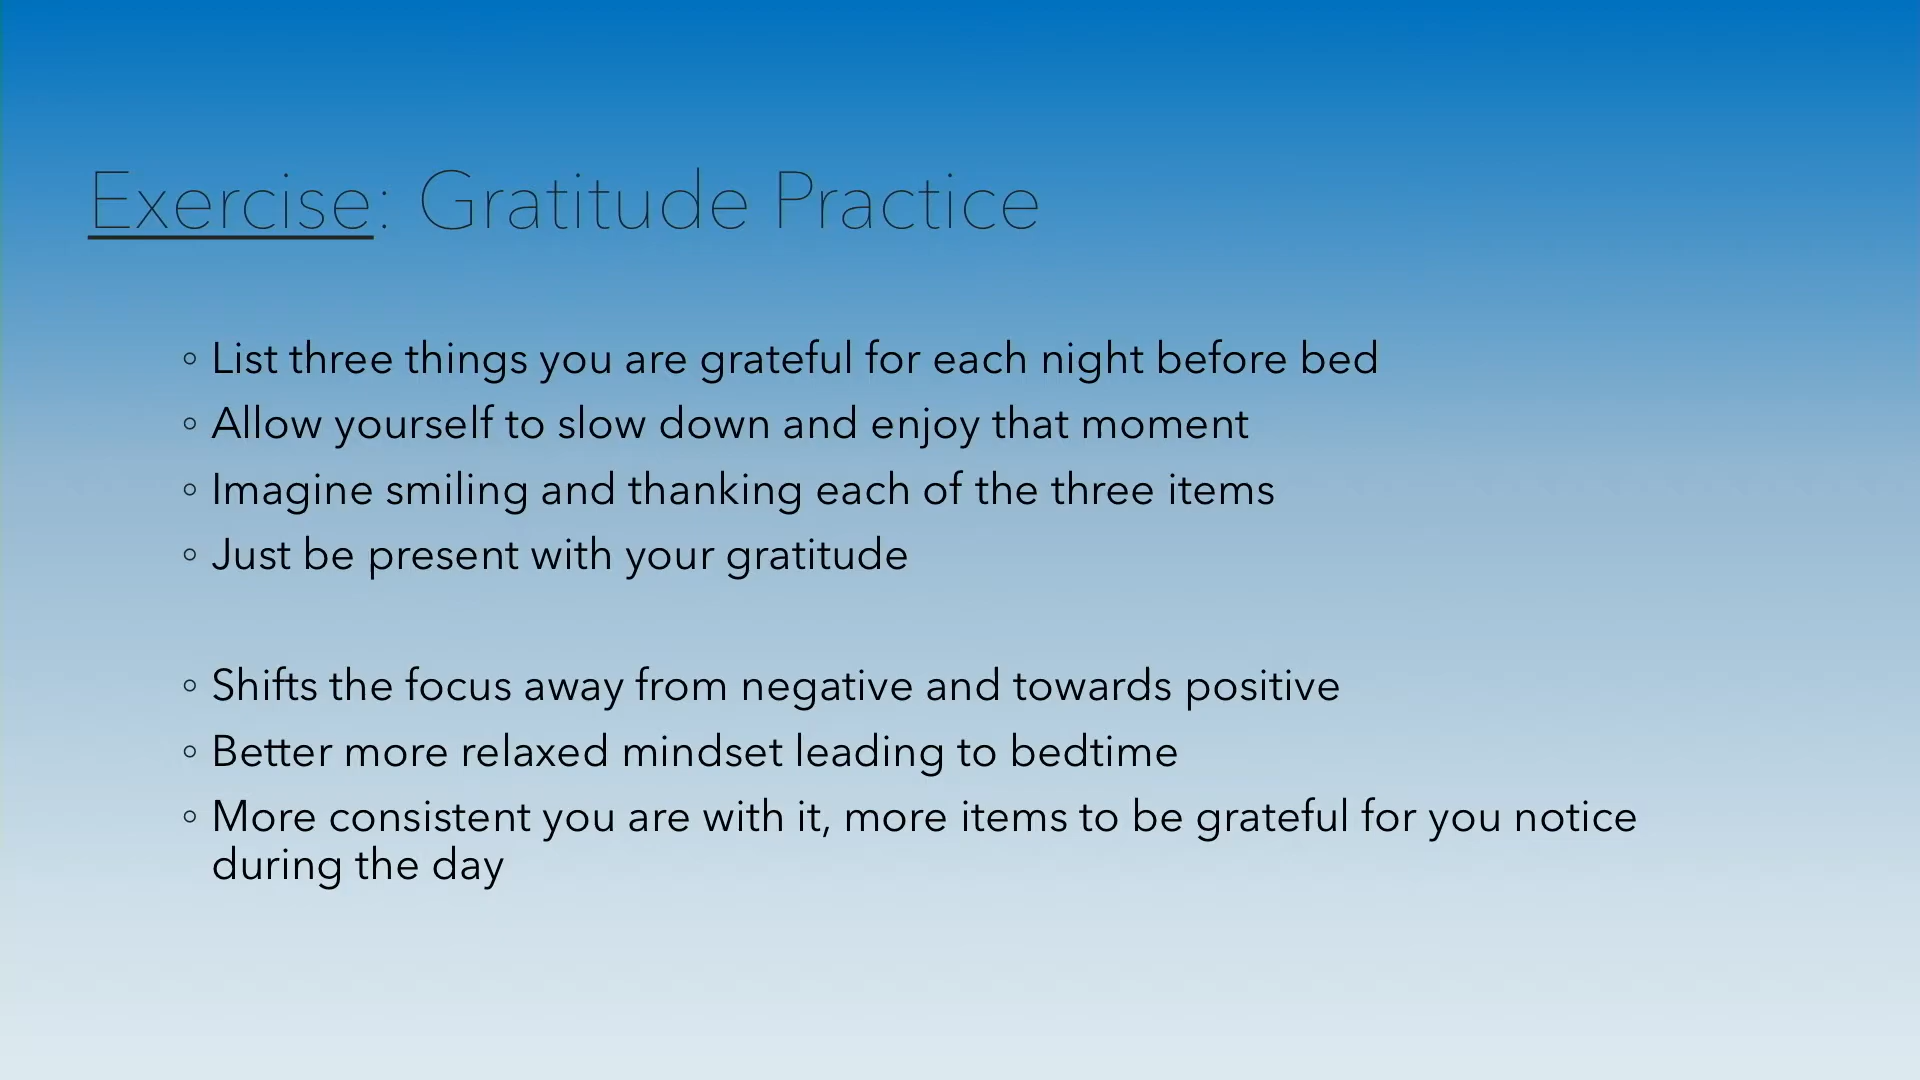 Exercise: Gratitude Practice
◦ List three things you are grateful for each night before bed
◦ Allow yourself to slow down and enjoy that moment
◦ Imagine smiling and thanking each of the three items
◦ Just be present with your gratitude
◦ Shifts the focus away from negative and towards positive
◦ Better more relaxed mindset leading to bedtime
◦ More consistent you are with it, more items to be grateful for you notice
during the day